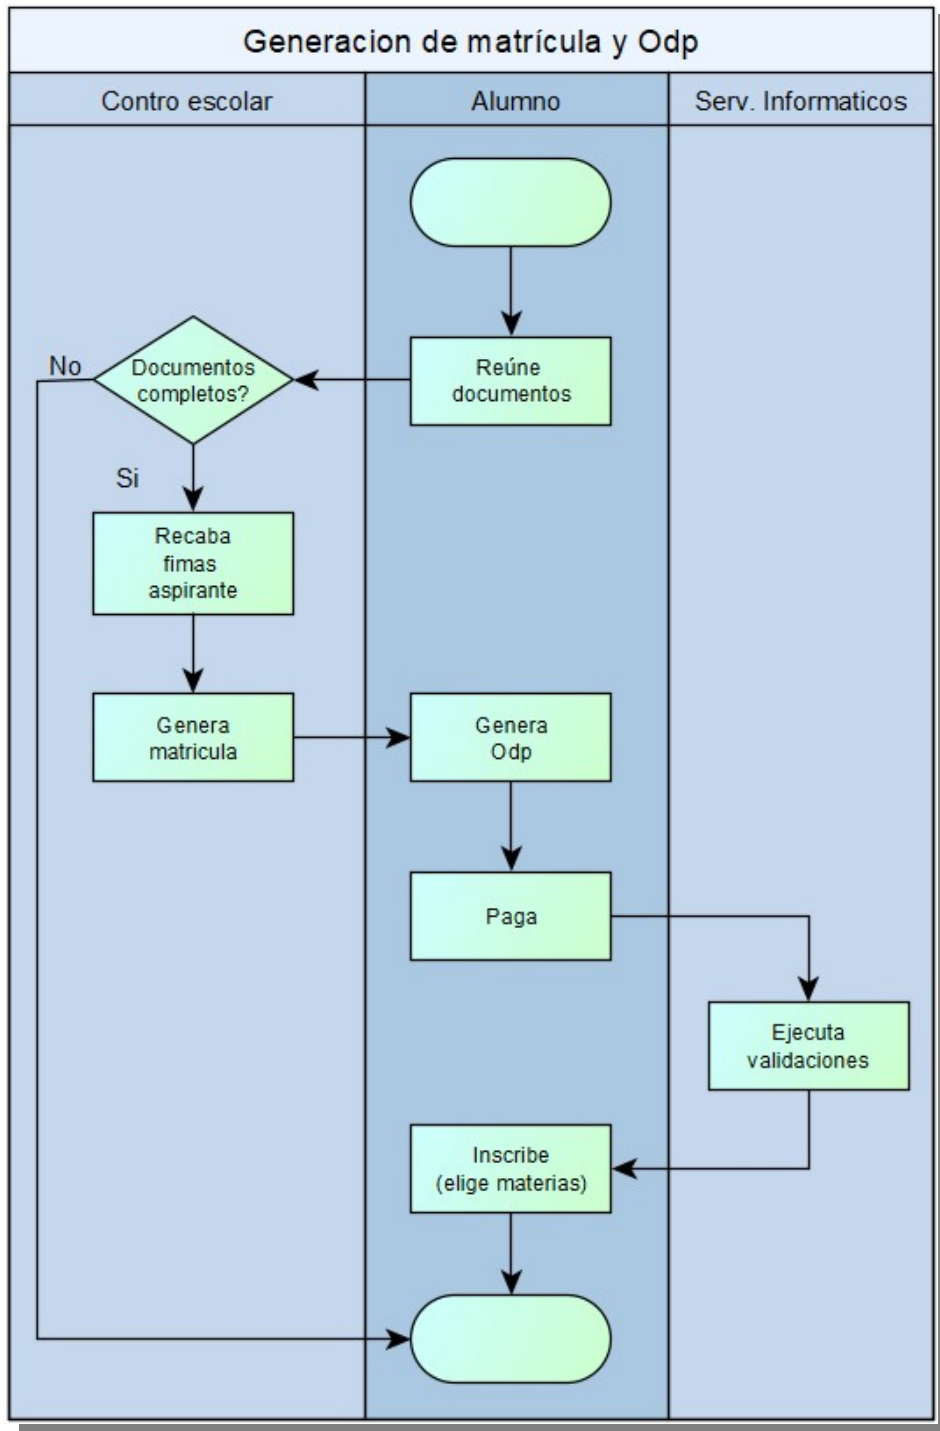 Generacion de matrícula y Odp
Contro escolar
Alumno
Serv. Informaticos
Reúne
documentos
No
Documentos
completos?
Si
Recaba
fimas
aspirante
Genera
matricula
Genera
Odp
Paga
Ejecuta
validaciones
Inscribe
(elige materias)